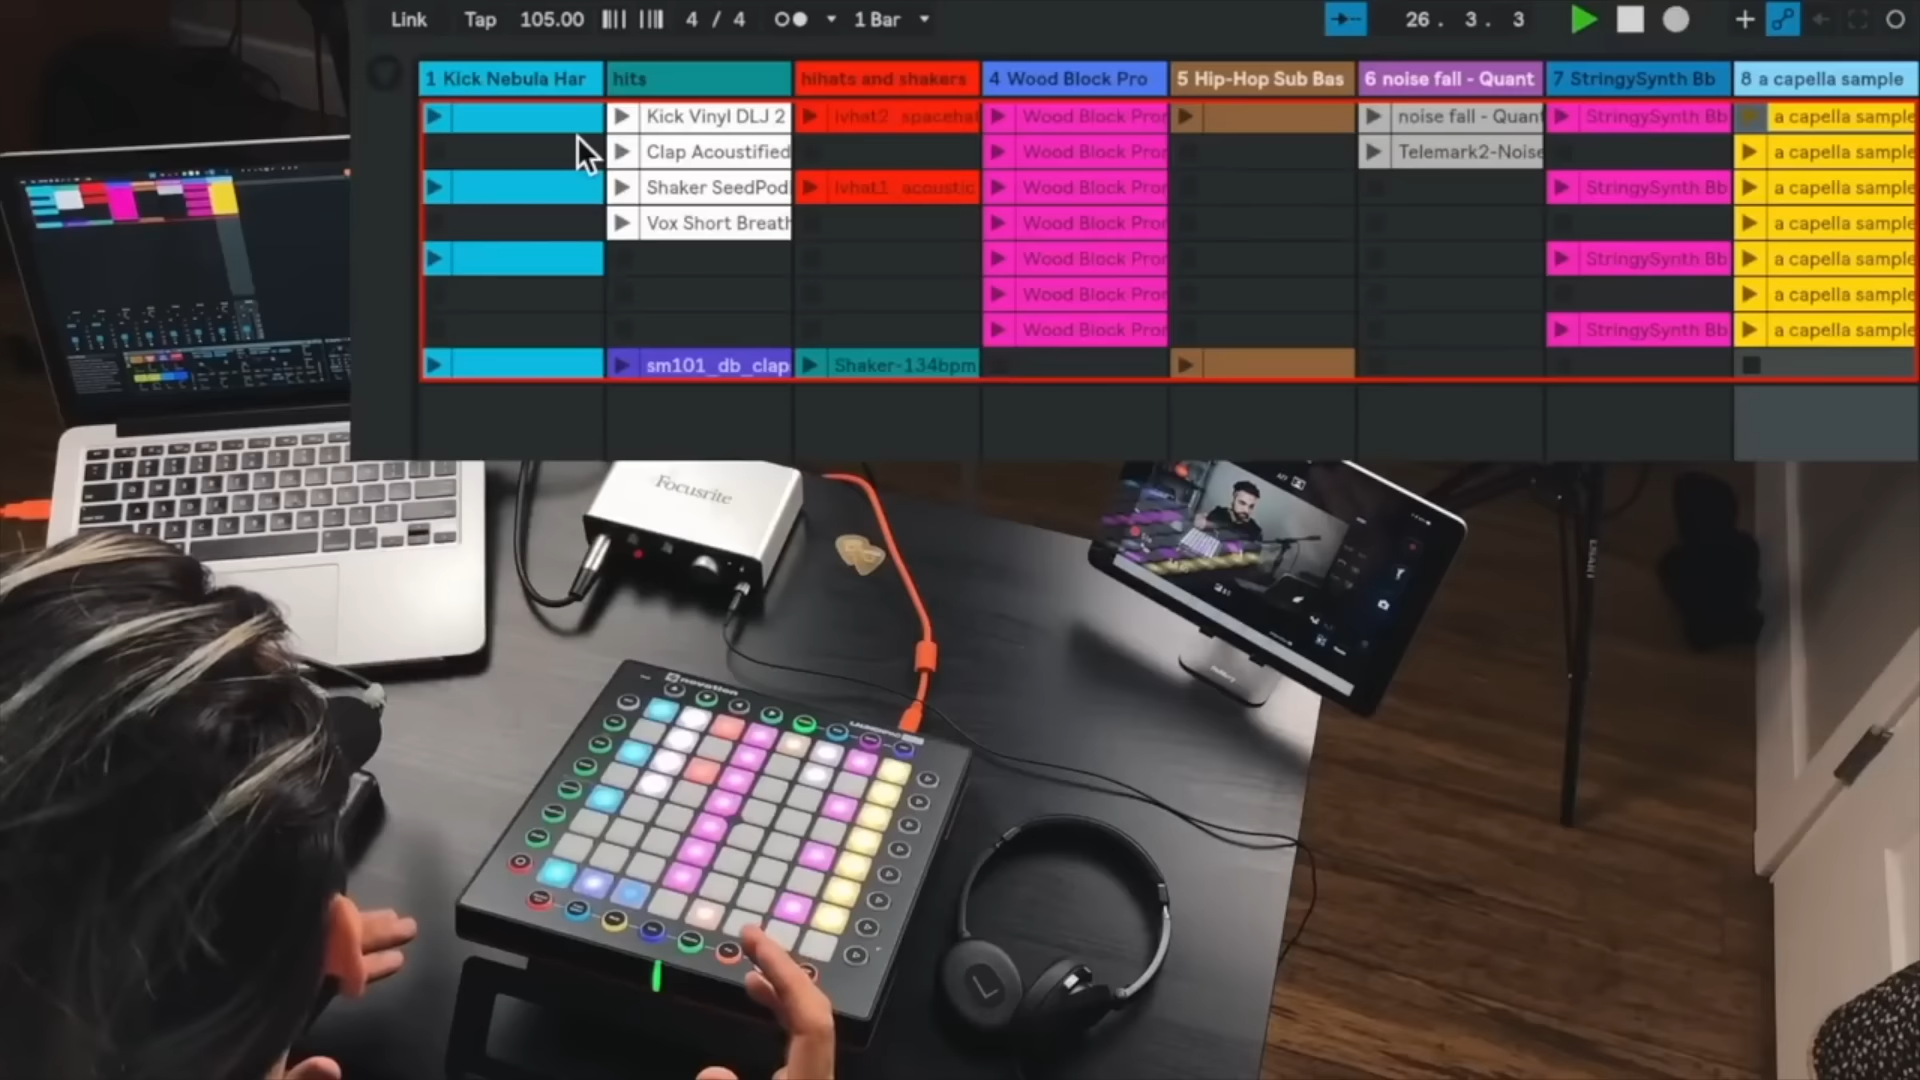 Link Tap 105.00 4 / 4 1 Bar 26. 3. 3
1 Kick Nebula Har hits hihats and shakers 4 Wood Block Pro 5 Hip-Hop Sub Bas 6 noise fall - Quant 7 StringySynth Bb 8 a capella sample
Kick Vinyl DLJ 2 lvhat2 spacehat Wood Block Pro noise fall - Quant StringySynth Bb a capella sample
Clap Acoustified Wood Block Pro Telemark2-Noise a capella sample
Shaker SeedPod lvhat1 acoustic Wood Block Pro StringySynth Bb a capella sample
Vox Short Breath Wood Block Pro a capella sample
Wood Block Pro StringySynth Bb a capella sample
Wood Block Pro a capella sample
Wood Block Pro StringySynth Bb a capella sample
sm101_db_clap Shaker-134bpm
Focusrite
novation
L